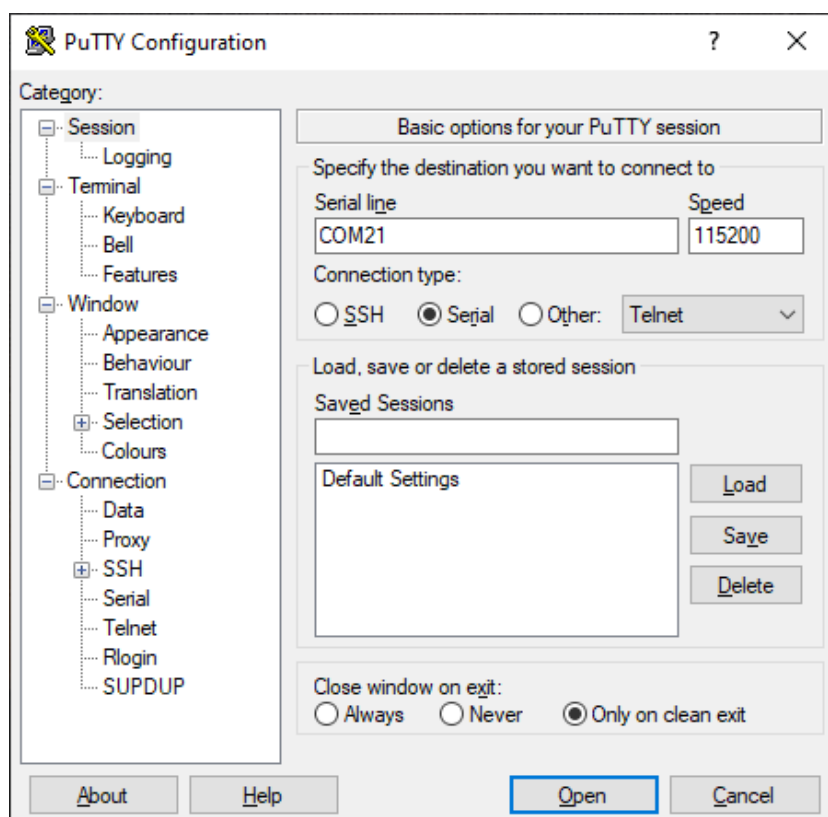 PuTTY Configuration
?
Category:
Session
Logging
Terminal
Keyboard
Bell
Features
Window
Appearance
Behaviour
Translation
Selection
Colours
Connection
Data
Proxy
SSH
Serial
Telnet
Rlogin
SUPDUP
Basic options for your PuTTY session
Specify the destination you want to connect to
Serial line Speed
COM21 115200
Connection type:
SSH Serial Other: Telnet
Load, save or delete a stored session
Saved Sessions
Default Settings
Load
Save
Delete
Close window on exit:
Always Never Only on clean exit
About Help Open Cancel